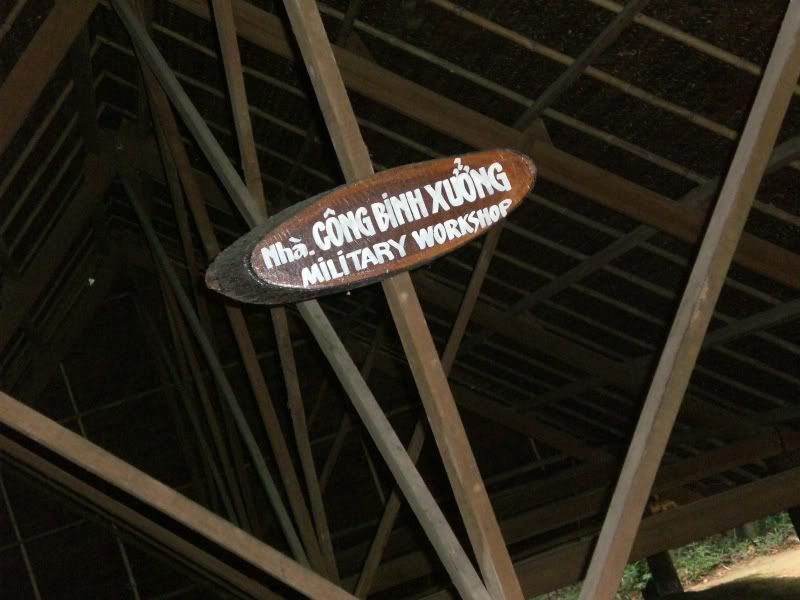 Nhà. CÔNG BINH XƯỞNG
MILITARY WORKSHOP